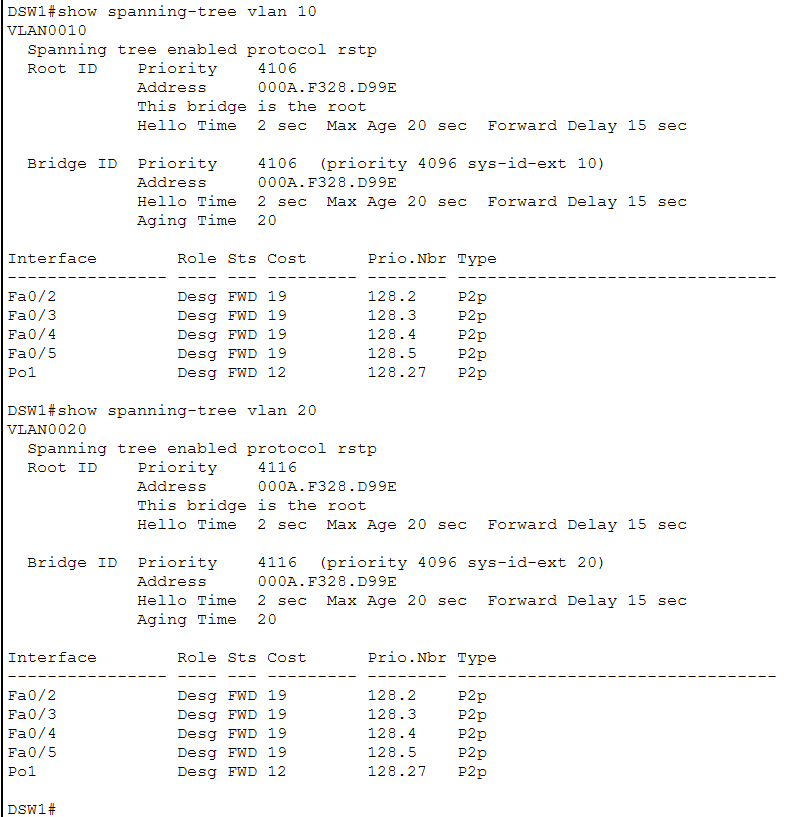 DSW1#show spanning-tree vlan 10
VLAN0010
  Spanning tree enabled protocol rstp
  Root ID    Priority    4106
             Address     000A.F328.D99E
             This bridge is the root
             Hello Time  2 sec  Max Age 20 sec  Forward Delay 15 sec

  Bridge ID  Priority    4106  (priority 4096 sys-id-ext 10)
             Address     000A.F328.D99E
             Hello Time  2 sec  Max Age 20 sec  Forward Delay 15 sec
             Aging Time  20

Interface        Role Sts Cost      Prio.Nbr Type
---------------- ---- --- --------- -------- --------------------------------
Fa0/2            Desg FWD 19        128.2    P2p
Fa0/3            Desg FWD 19        128.3    P2p
Fa0/4            Desg FWD 19        128.4    P2p
Fa0/5            Desg FWD 19        128.5    P2p
Po1              Desg FWD 12        128.27   P2p

DSW1#show spanning-tree vlan 20
VLAN0020
  Spanning tree enabled protocol rstp
  Root ID    Priority    4116
             Address     000A.F328.D99E
             This bridge is the root
             Hello Time  2 sec  Max Age 20 sec  Forward Delay 15 sec

  Bridge ID  Priority    4116  (priority 4096 sys-id-ext 20)
             Address     000A.F328.D99E
             Hello Time  2 sec  Max Age 20 sec  Forward Delay 15 sec
             Aging Time  20

Interface        Role Sts Cost      Prio.Nbr Type
---------------- ---- --- --------- -------- --------------------------------
Fa0/2            Desg FWD 19        128.2    P2p
Fa0/3            Desg FWD 19        128.3    P2p
Fa0/4            Desg FWD 19        128.4    P2p
Fa0/5            Desg FWD 19        128.5    P2p
Po1              Desg FWD 12        128.27   P2p

DSW1#